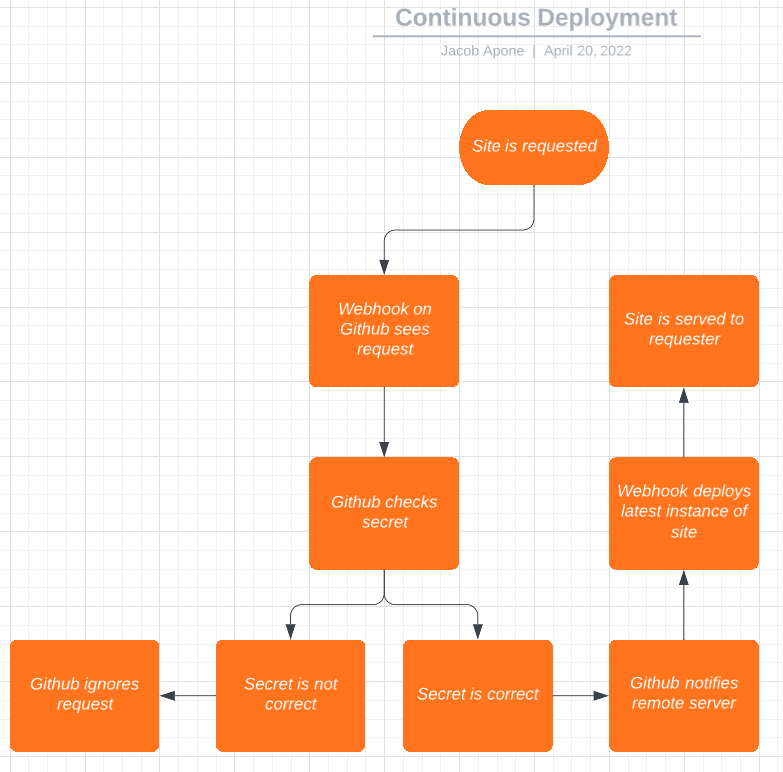 Continuous Deployment
Jacob Apone | April 20, 2022
Site is requested
Webhook on
Github sees
request
Site is served to
requester
Github checks
secret
Webhook deploys
latest instance of
site
Github ignores
request
Secret is not
correct
Secret is correct
Github notifies
remote server